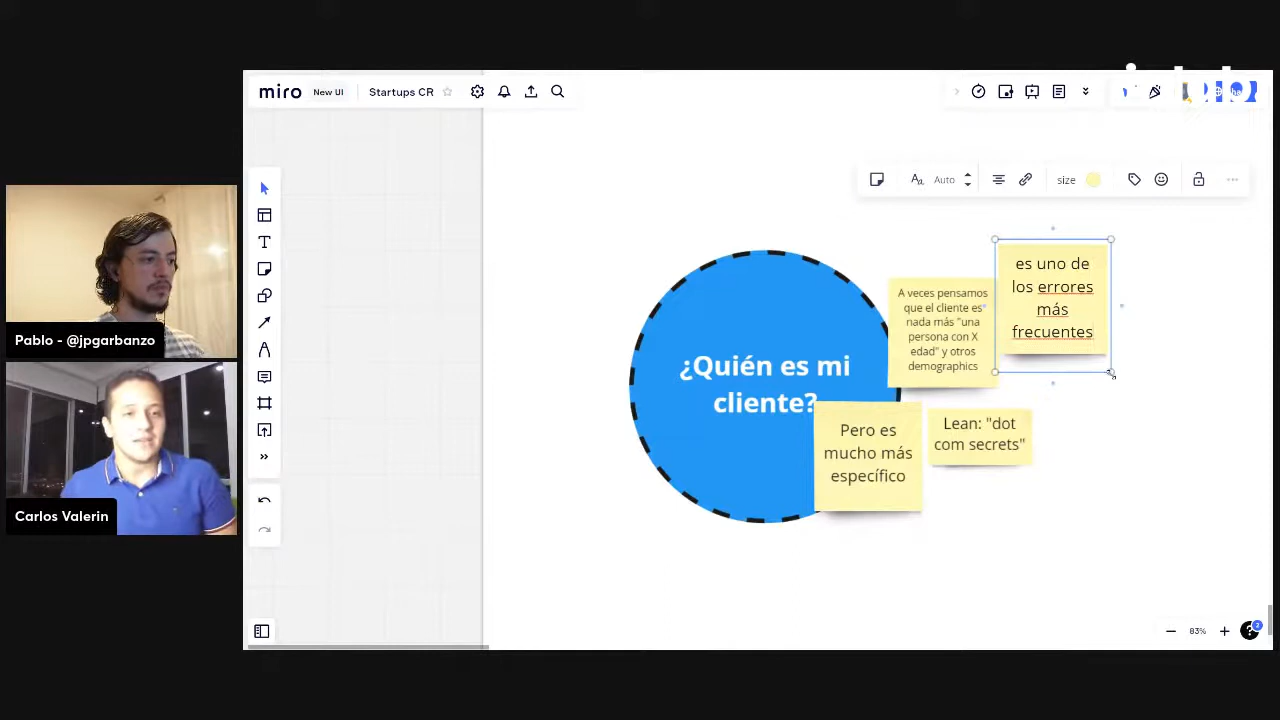 miro
New UI
Startups CR
Auto
size
es uno de
los errores
más
frecuentes
A veces pensamos
que el cliente es
nada más "una
persona con X
edad" y otros
demographics
¿Quién es mi
cliente?
Pero es
mucho más
específico
Lean: "dot
com secrets"
Pablo - @jpgarbanzo
Carlos Valerin
83%
2